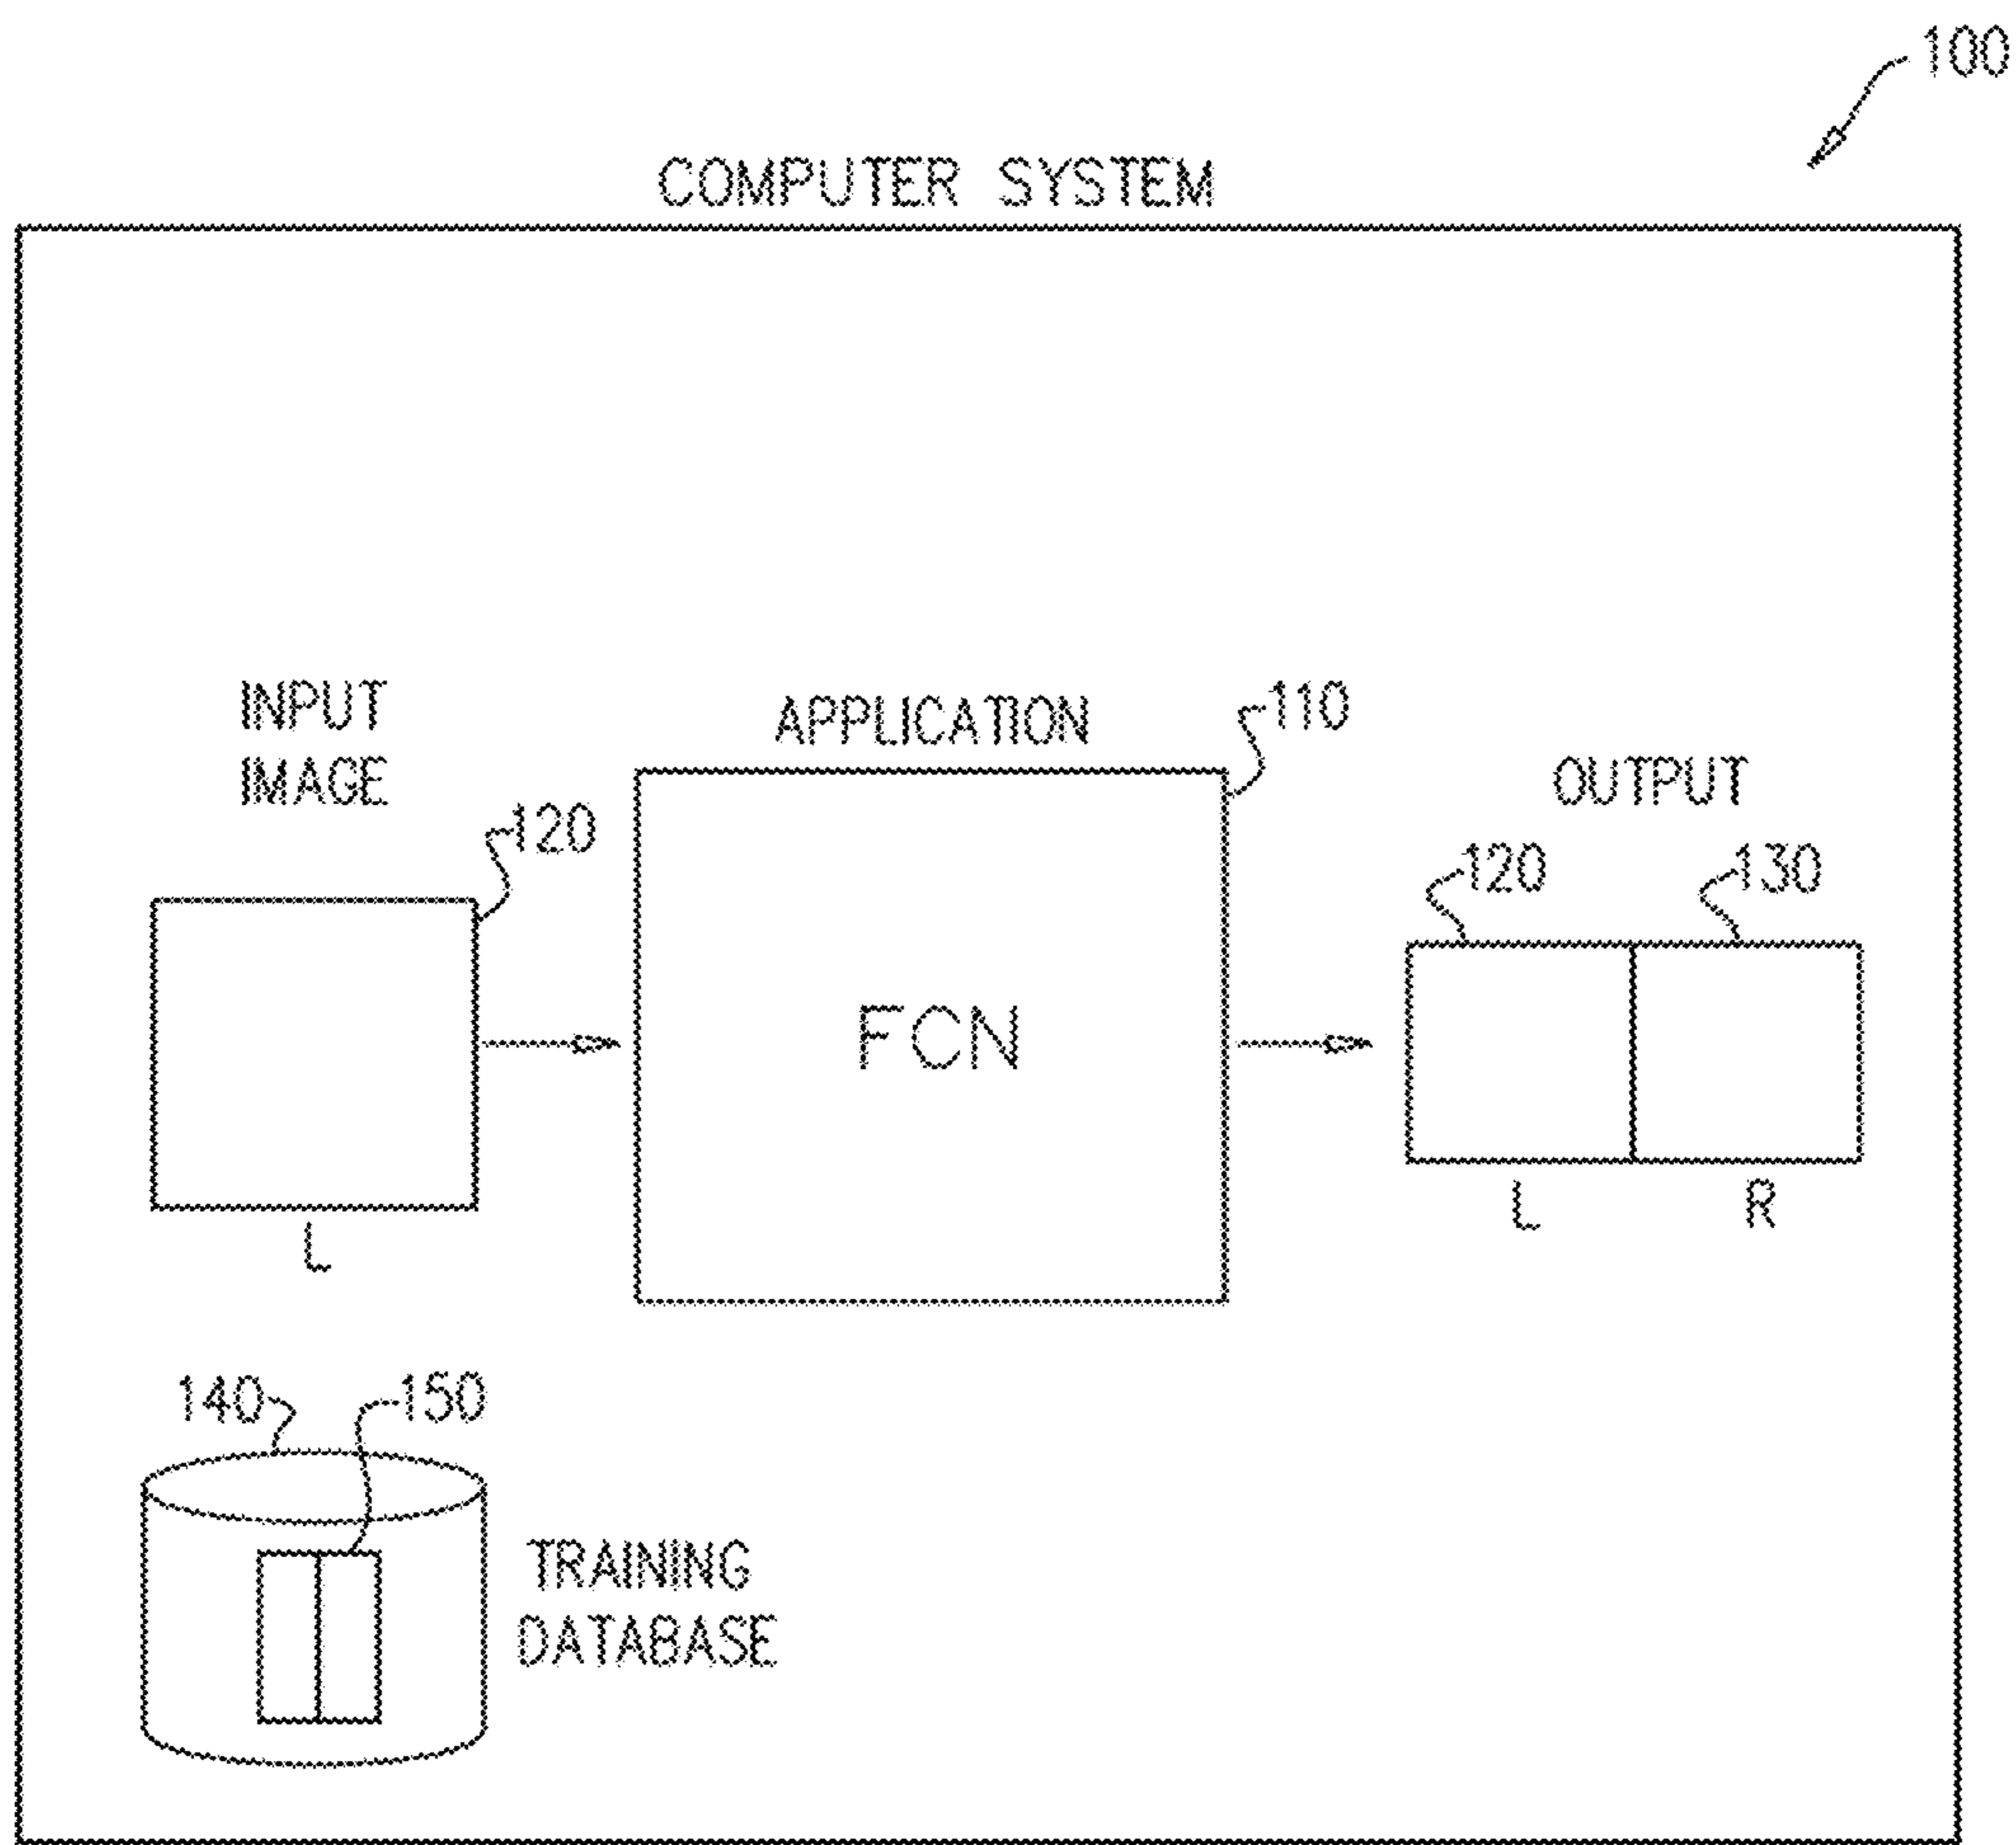 100
COMPUTER SYSTEM
INPUT
IMAGE
120
APPLICATION
110
OUTPUT
120
130
FCN
L
L
R
140
150
TRAINING
DATABASE